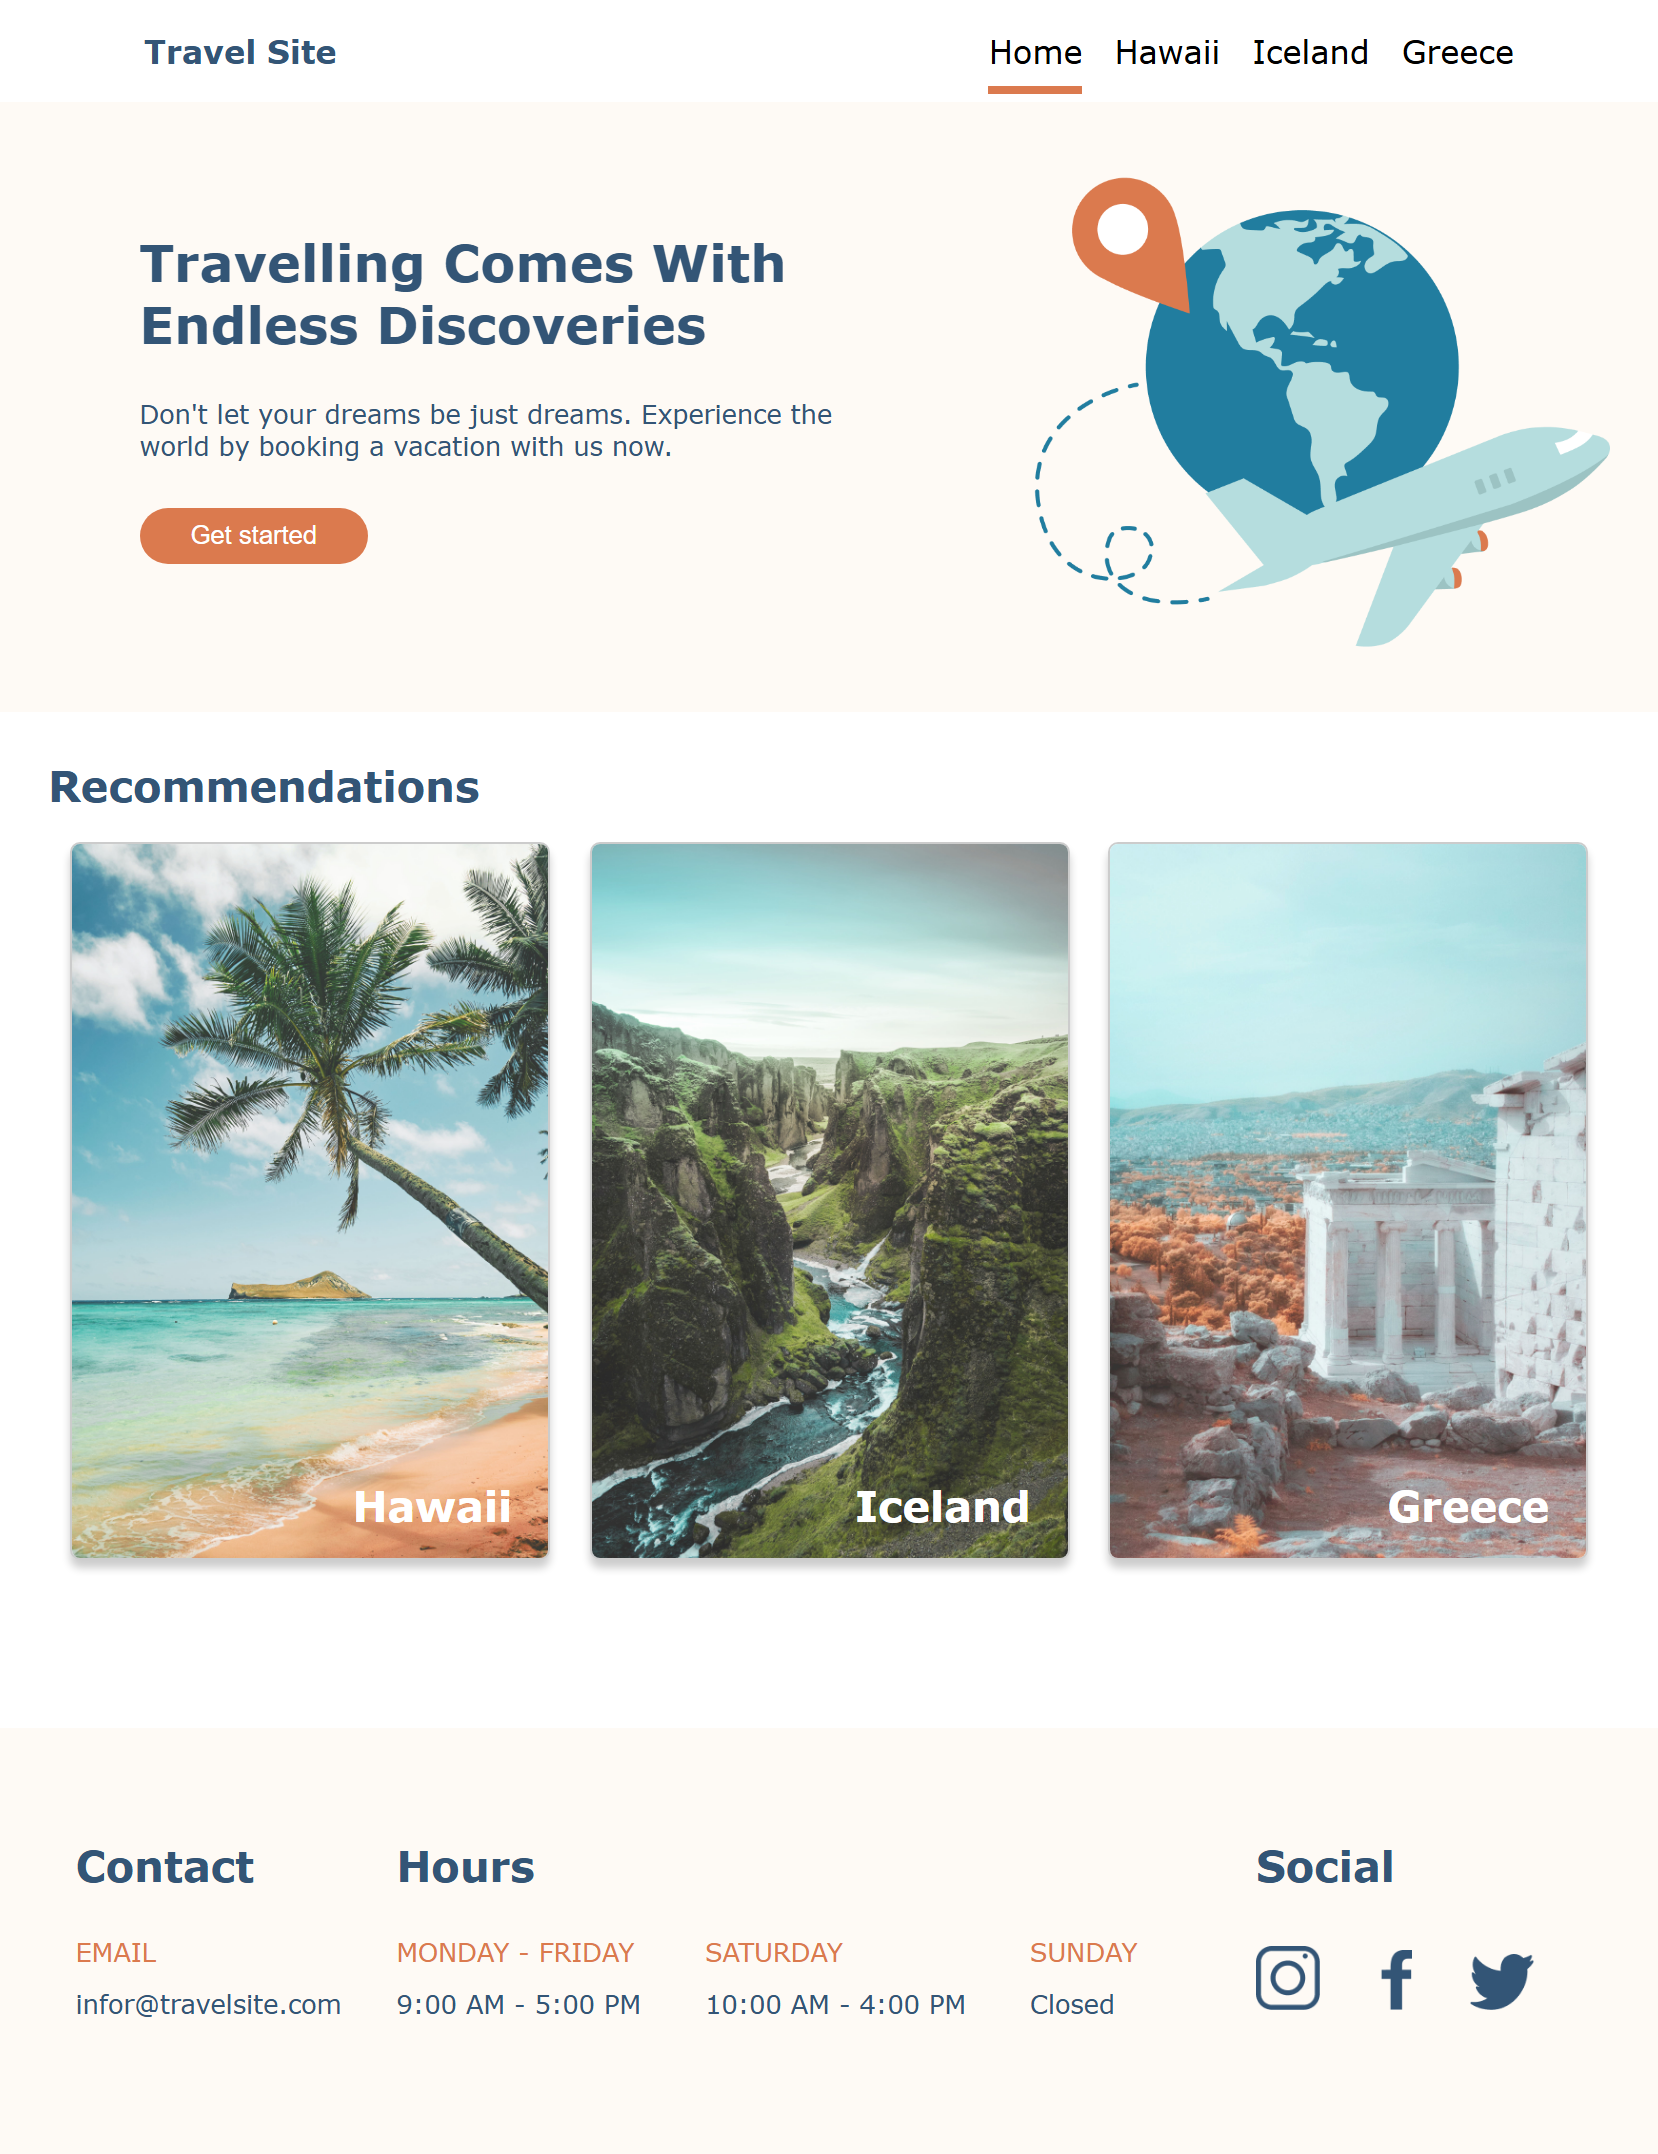 Travel Site
Home Hawaii Iceland Greece
Travelling Comes With
Endless Discoveries
Don't let your dreams be just dreams. Experience the
world by booking a vacation with us now.
Get started
Recommendations
Hawaii
Iceland
Greece
Contact
EMAIL
infor@travelsite.com
Hours
MONDAY - FRIDAY
9:00 AM - 5:00 PM
SATURDAY
10:00 AM - 4:00 PM
SUNDAY
Closed
Social